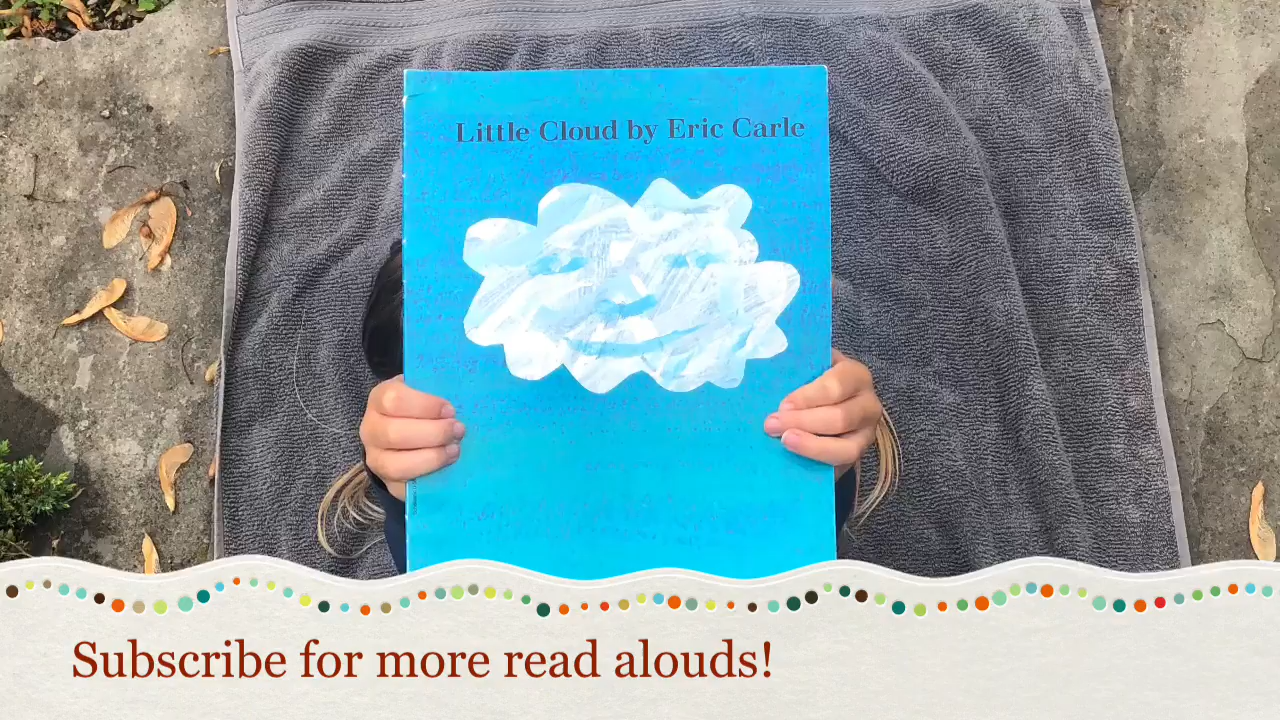 Little Cloud by Eric Carle
Subscribe for more read alouds!